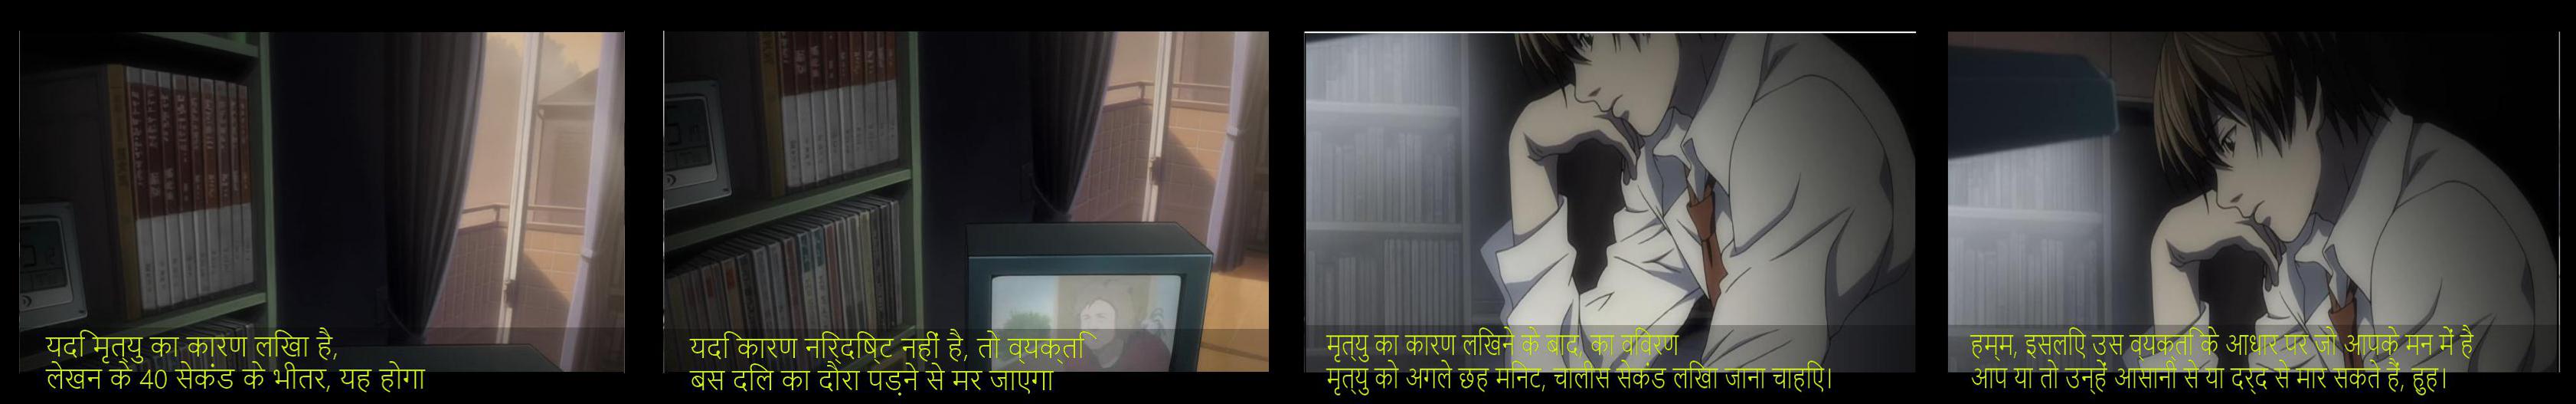 यदि मृत्यु का कारण लिखा है,
लेखन के 40 सेकंड के भीतर, यह होगा
यदि कारण निर्दिष्ट नहीं है, तो व्यक्ति
बस दिल का दौरा पड़ने से मर जाएगा
मृत्यु का कारण लिखने के बाद, का विवरण
मृत्यु को अगले छह मिनट, चालीस सेकंड लिखा जाना चाहिए।
हम्म, इसलिए उस व्यक्ति के आधार पर जो आपके मन में है
आप या तो उन्हें आसानी से या दर्द से मार सकते हैं, हुह।